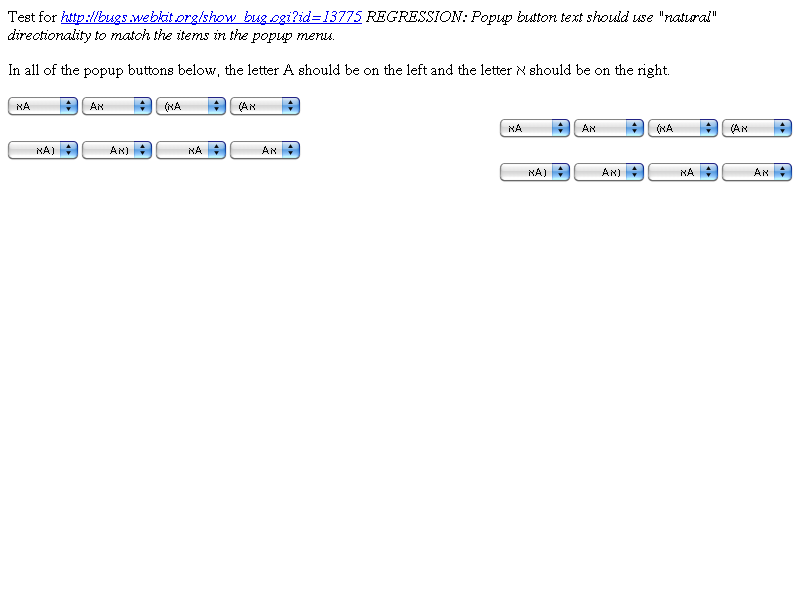 Test for http://bugs.webkit.org/show_bug.cgi?id=13775 REGRESSION: Popup button text should use "natural"
directionality to match the items in the popup menu.
In all of the popup buttons below, the letter A should be on the left and the letter א should be on the right.
אA Aא (אA (Aא
אA Aא (אA (Aא
אA) Aא) אA Aא
אA) Aא) אA Aא